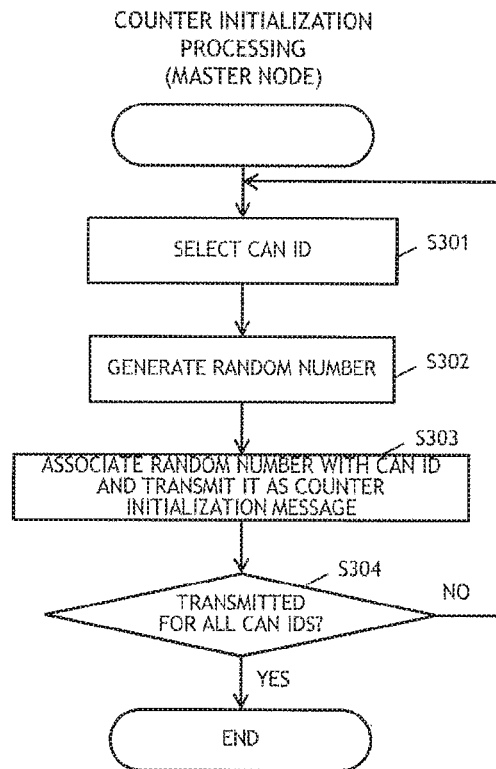 COUNTER INITIALIZATION
PROCESSING
(MASTER NODE)
SELECT CAN ID
S301
GENERATE RANDOM NUMBER
S302
S303
ASSOCIATE RANDOM NUMBER WITH CAN ID
AND TRANSMIT IT AS COUNTER
INITIALIZATION MESSAGE
S304
TRANSMITTED
FOR ALL CAN IDS?
NO
YES
END